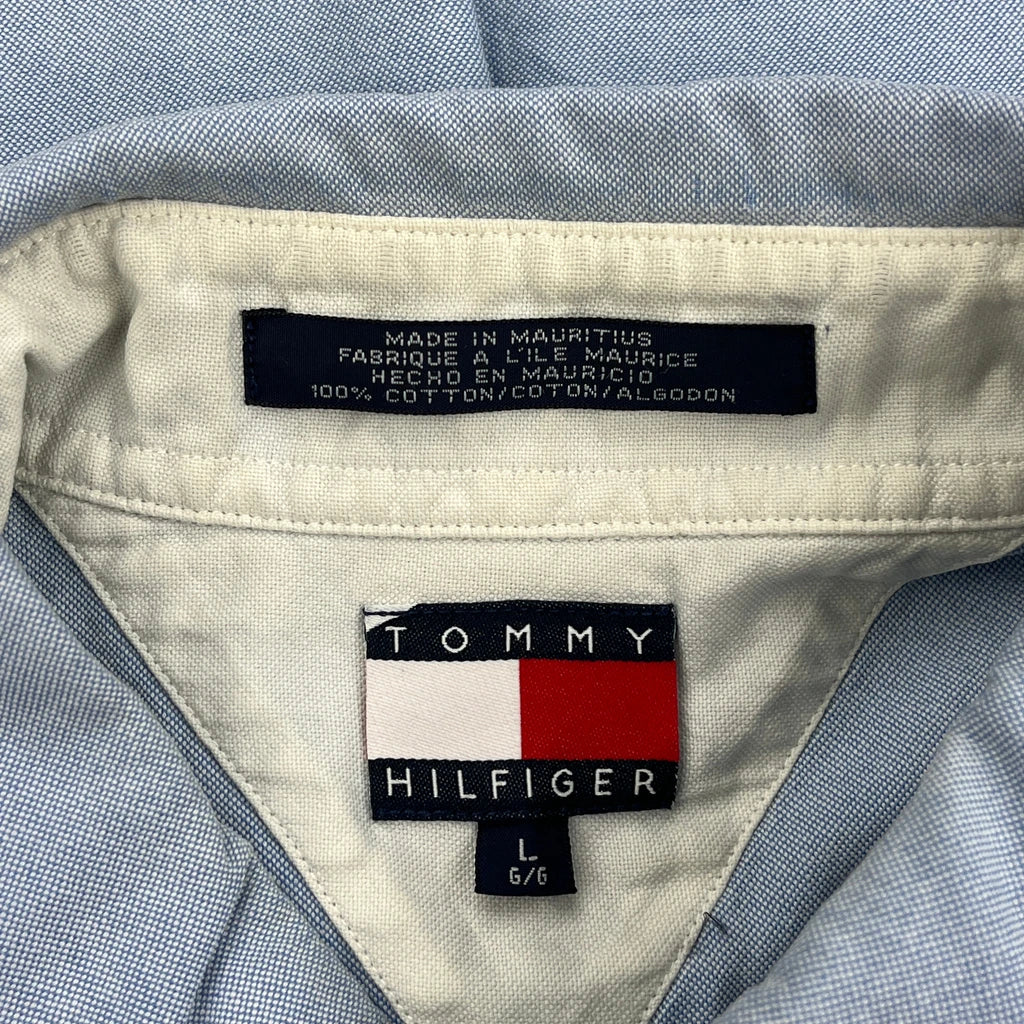 MADE IN MAURITIUS
FABRIQUE A L'ILE MAURICE
HECHO EN MAURICIO
100% COTTON/COTON/ALGODON
TOMMY
HILFIGER
L
G/G